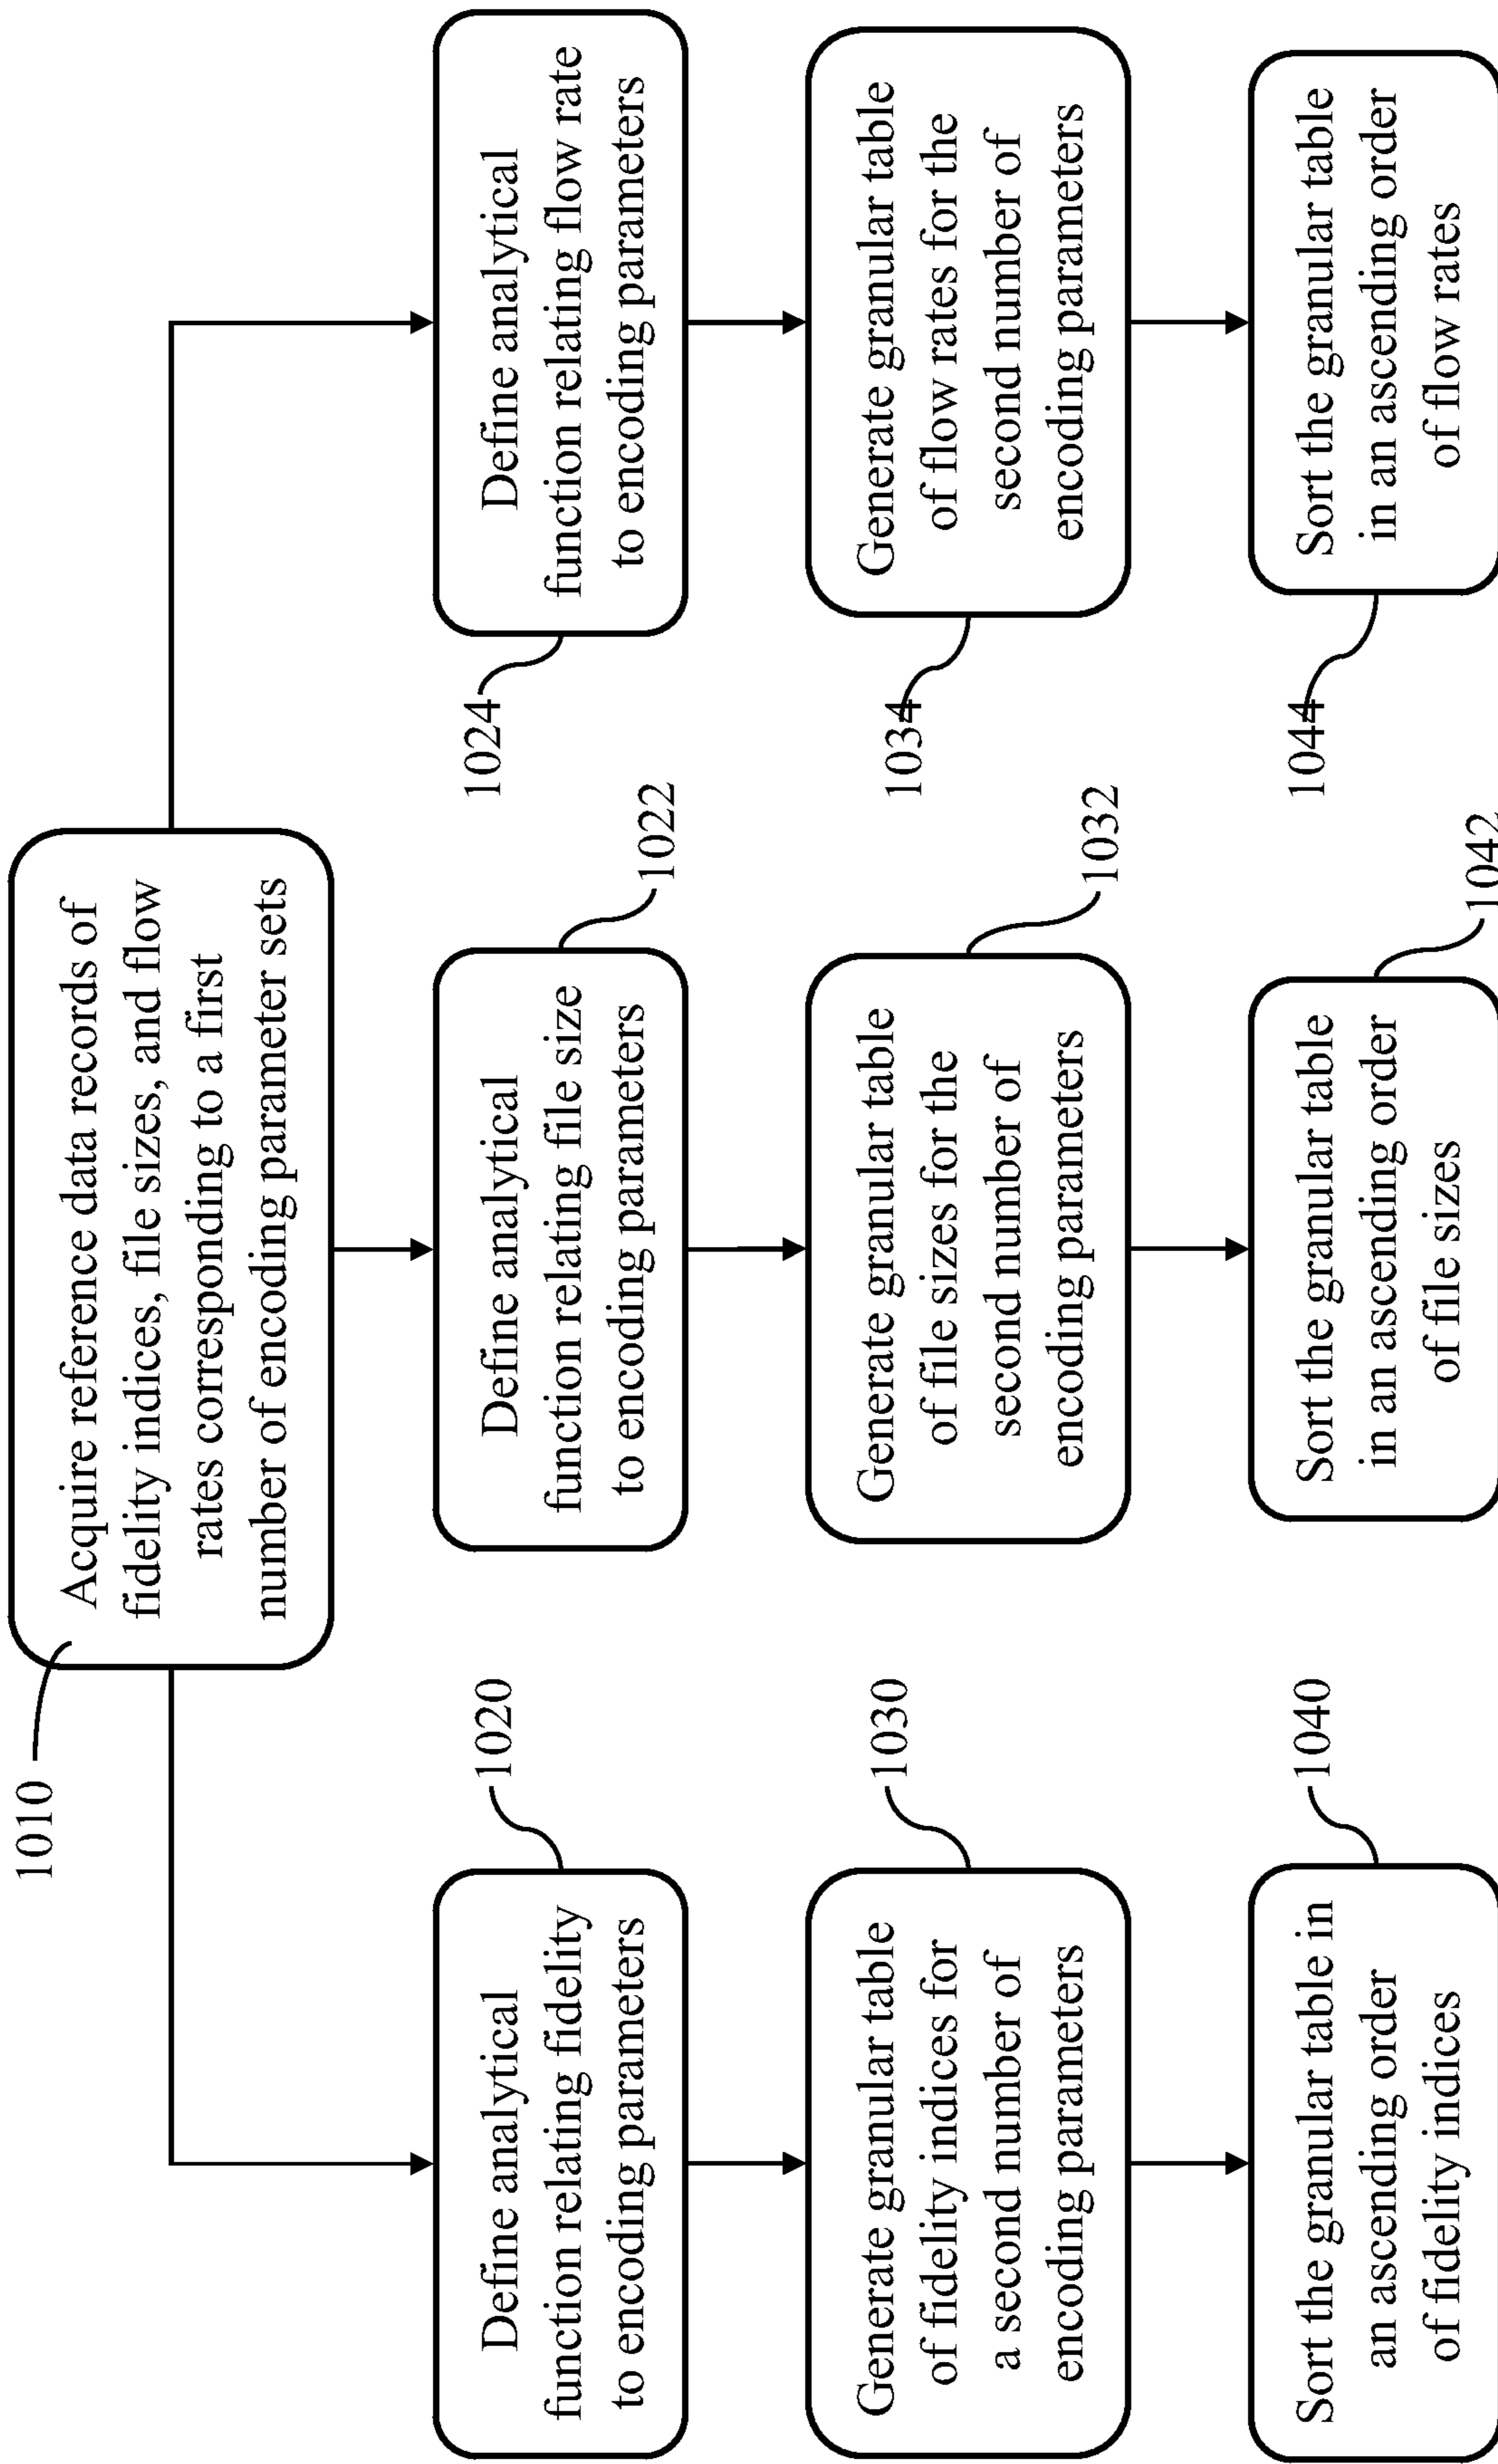 1010
Acquire reference data records of
fidelity indices, file sizes, and flow
rates corresponding to a first
number of encoding parameter sets
1020
Define analytical
function relating fidelity
to encoding parameters
1022
Define analytical
function relating file size
to encoding parameters
1024
Define analytical
function relating flow rate
to encoding parameters
1030
Generate granular table
of fidelity indices for
a second number of
encoding parameters
1032
Generate granular table
of file sizes for the
second number of
encoding parameters
1034
Generate granular table
of flow rates for the
second number of
encoding parameters
1040
Sort the granular table in
an ascending order
of fidelity indices
1042
Sort the granular table
in an ascending order
of file sizes
1044
Sort the granular table
in an ascending order
of flow rates